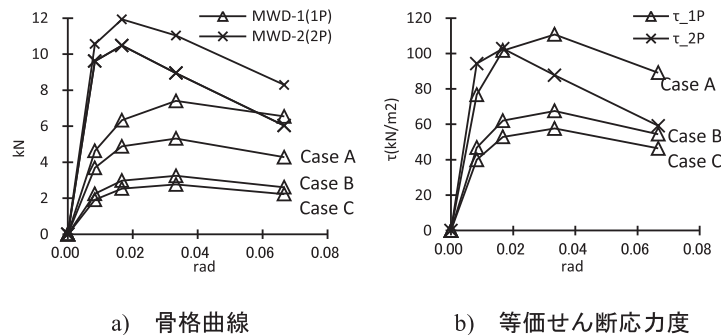 12
10
8
6
4
2
0
kN
0.00
0.02
0.04
0.06
0.08
rad
MWD-1(1P)
MWD-2(2P)
Case A
Case B
Case C
a) 骨格曲線
120
100
80
60
40
20
0
τ(kN/m2)
0.00
0.02
0.04
0.06
0.08
rad
τ_1P
τ_2P
Case A
Case B
Case C
b) 等価せん断応力度